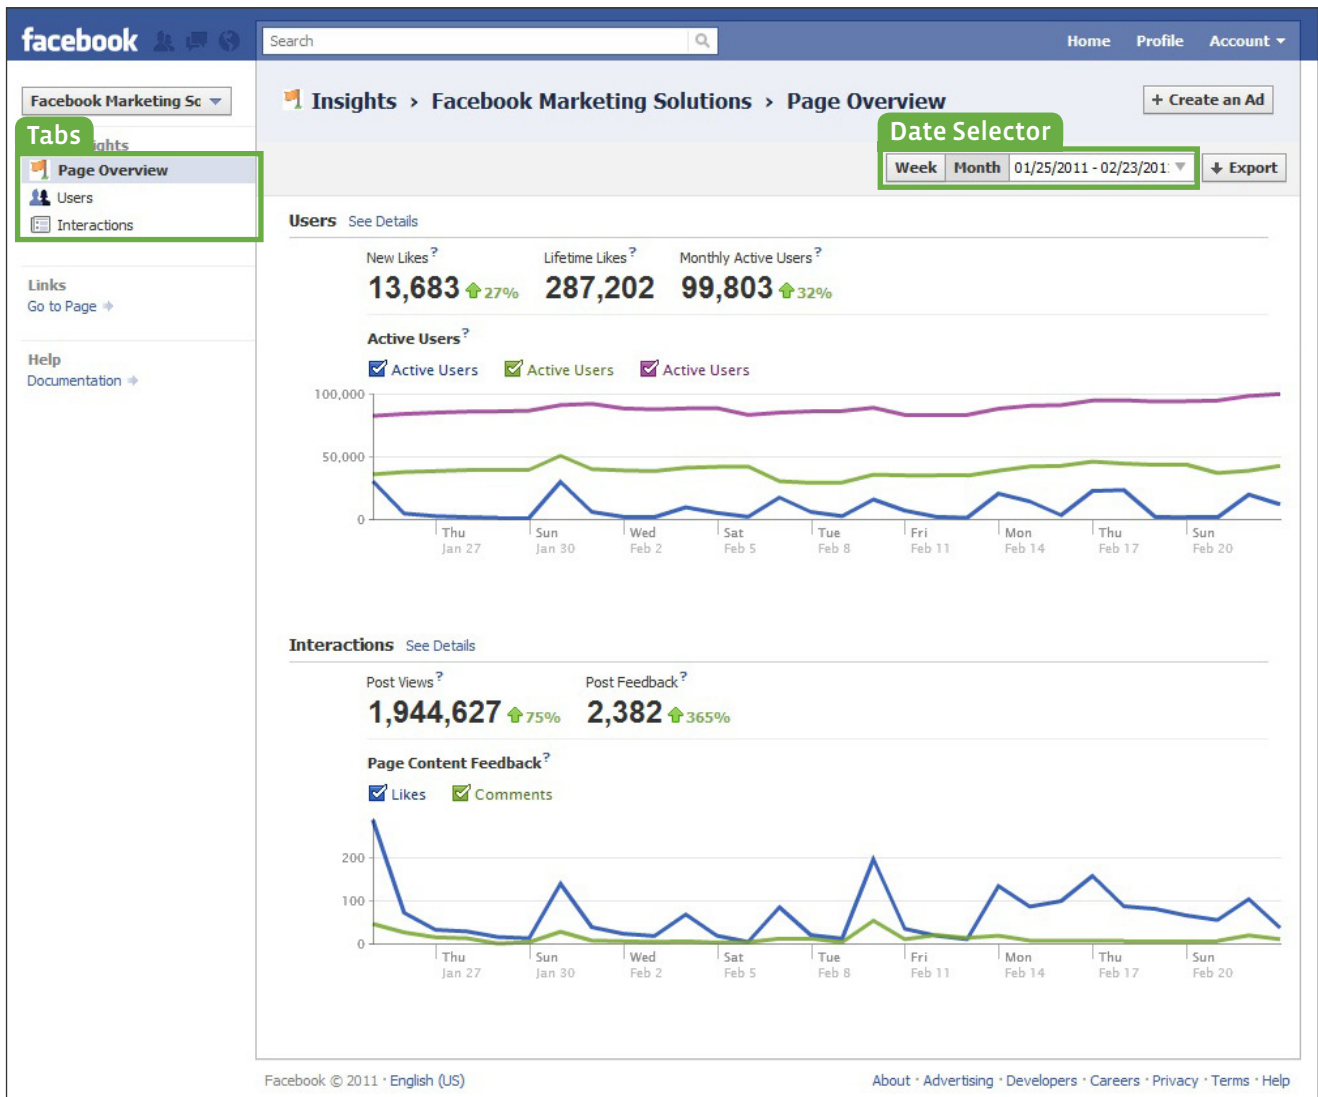 facebook
Search
Home Profile Account
Facebook Marketing So
Insights › Facebook Marketing Solutions › Page Overview
+ Create an Ad
Tabs
Date Selector
Page Overview
Users
Interactions
Week Month 01/25/2011 - 02/23/201
Export
Links
Go to Page
Help
Documentation
Users See Details
New Likes? Lifetime Likes? Monthly Active Users?
13,683 27% 287,202 99,803 32%
Active Users?
Active Users Active Users Active Users
100,000
50,000
0
Thu Sun Wed Sat Tue Fri Mon Thu Sun
Jan 27 Jan 30 Feb 2 Feb 5 Feb 8 Feb 11 Feb 14 Feb 17 Feb 20
Interactions See Details
Post Views? Post Feedback?
1,944,627 75% 2,382 365%
Page Content Feedback?
Likes Comments
200
100
0
Thu Sun Wed Sat Tue Fri Mon Thu Sun
Jan 27 Jan 30 Feb 2 Feb 5 Feb 8 Feb 11 Feb 14 Feb 17 Feb 20
Facebook © 2011 · English (US)
About · Advertising · Developers · Careers · Privacy · Terms · Help